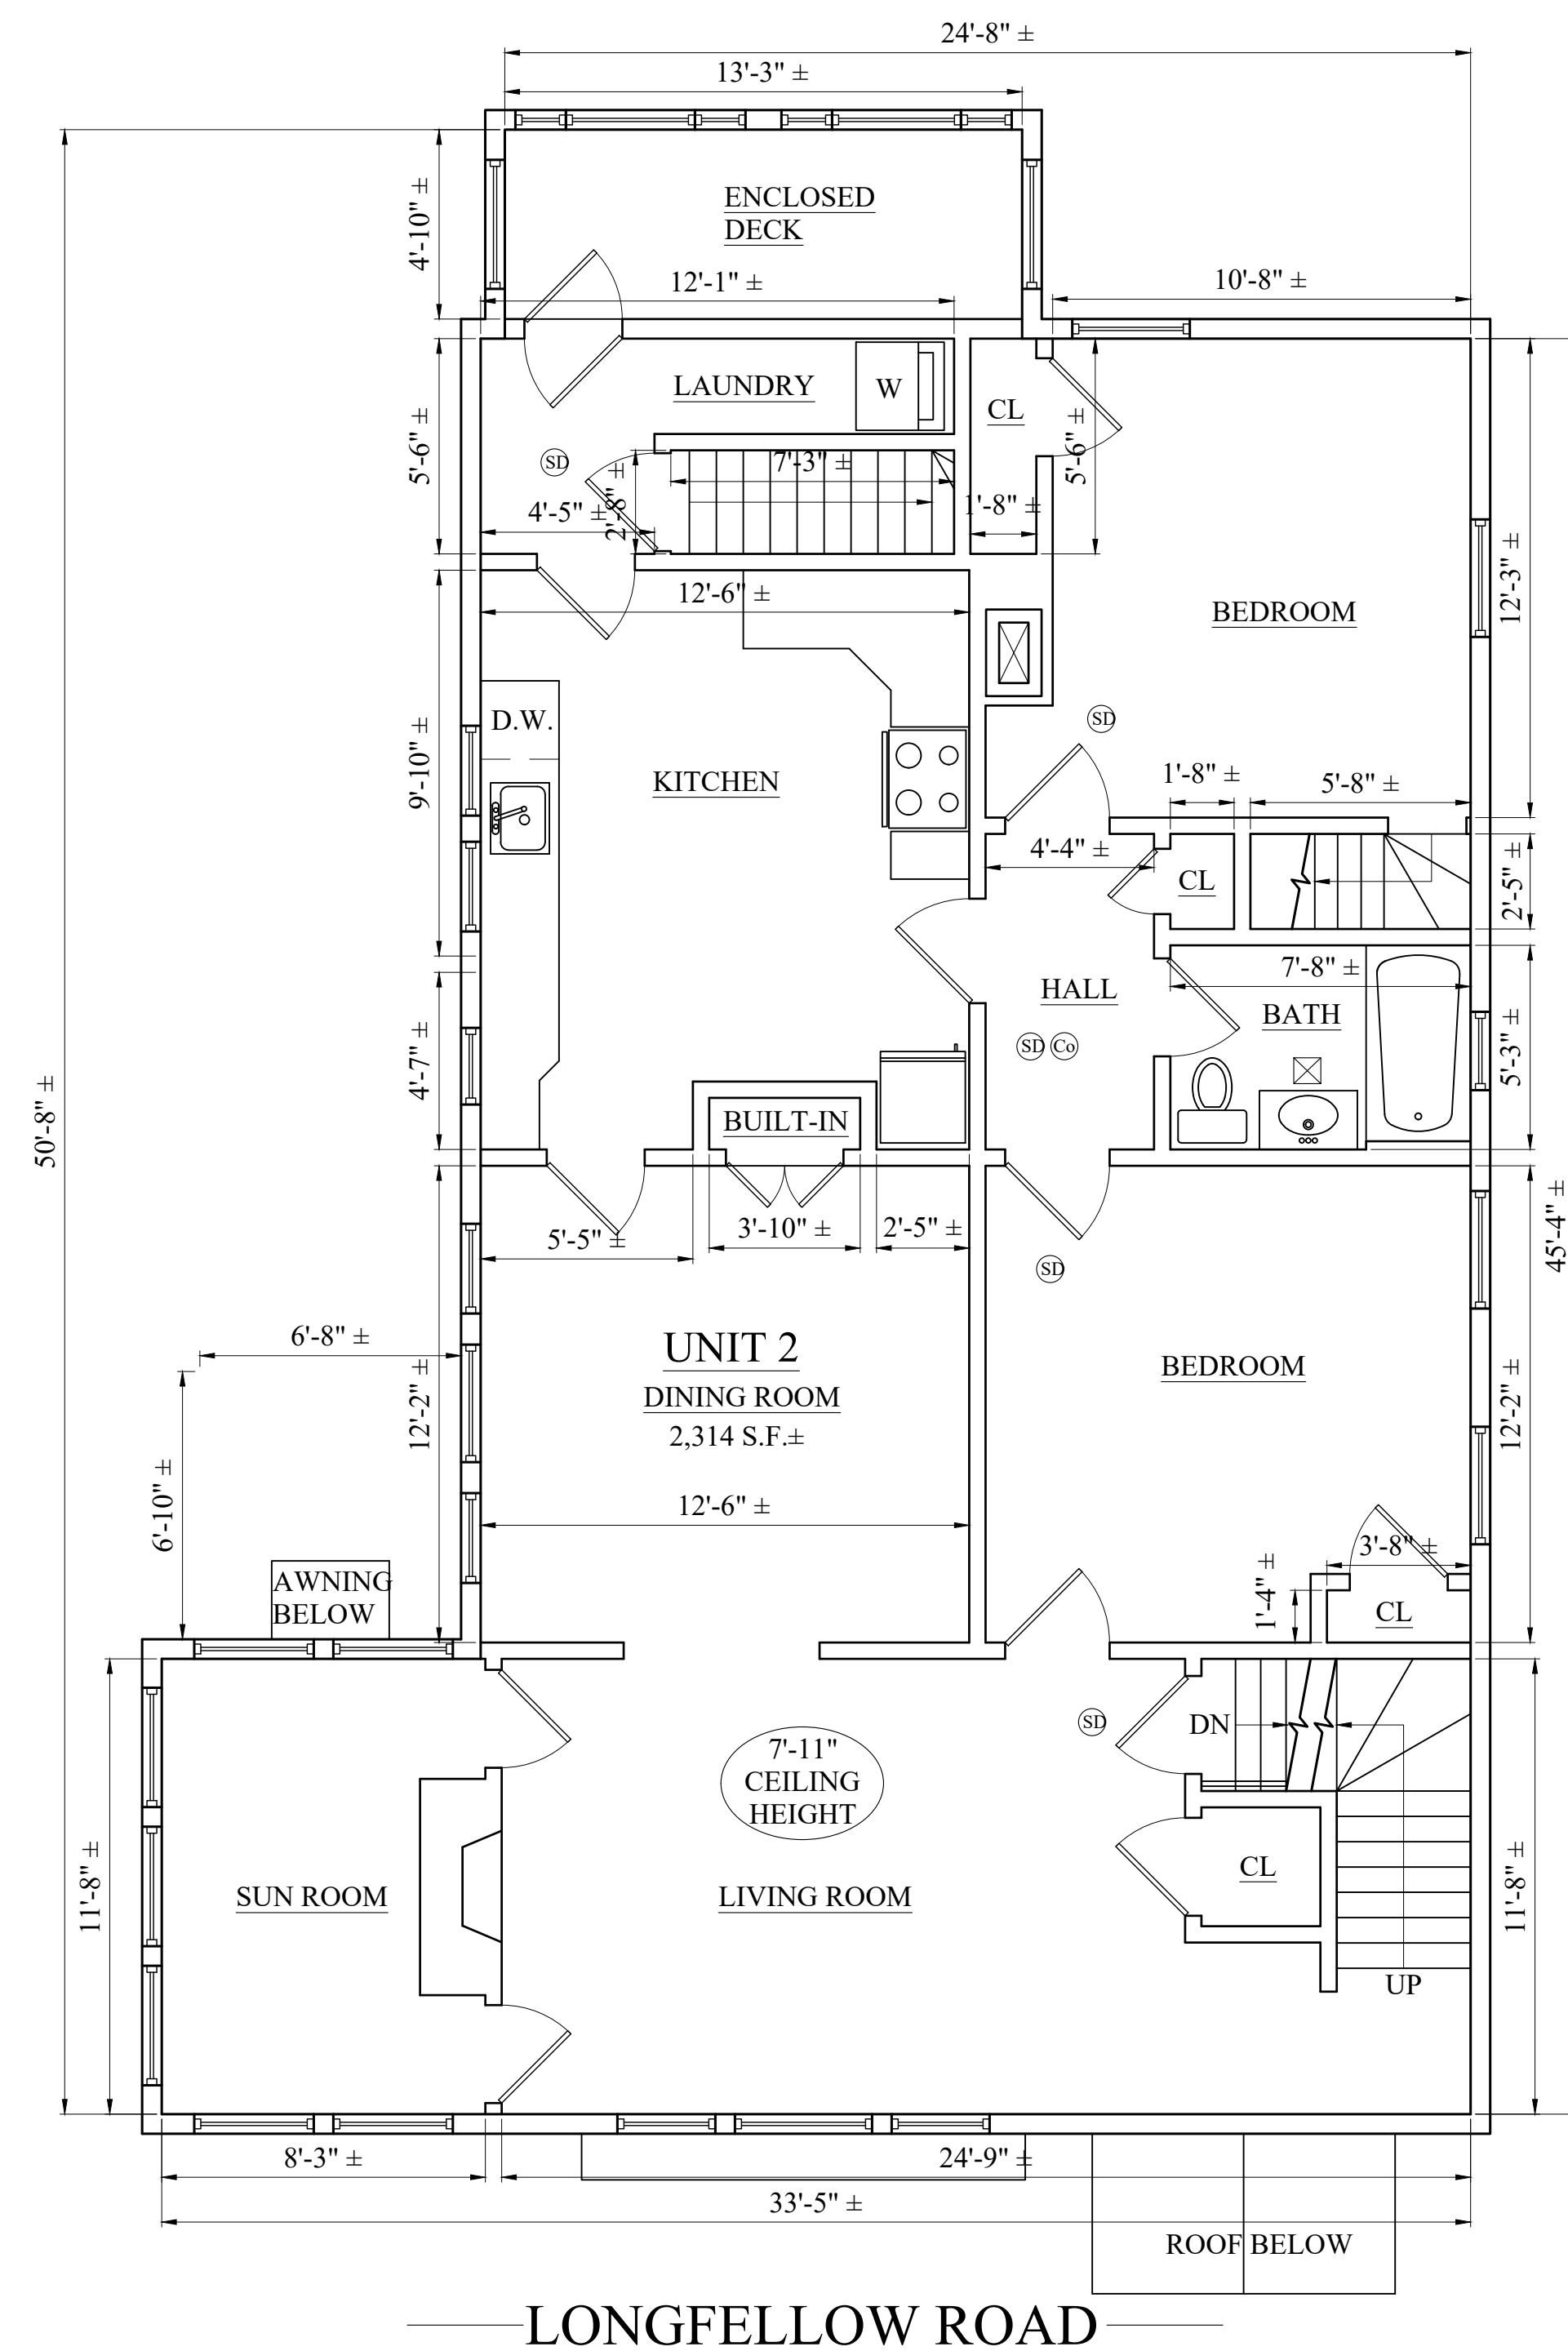 24'-8" ±
13'-3" ±
4'-10" ±
ENCLOSED
DECK
12'-1" ±
10'-8" ±
LAUNDRY
W
CL
5'-6" ±
5'-6" ±
SD
7'-3" ±
2'-8" ±
4'-5" ±
1'-8" ±
12'-3" ±
12'-6" ±
BEDROOM
D.W.
SD
9'-10" ±
KITCHEN
1'-8" ±
5'-8" ±
4'-4" ±
CL
2'-5" ±
7'-8" ±
HALL
BATH
SD
Co
4'-7" ±
5'-3" ±
50'-8" ±
BUILT-IN
5'-5" ±
3'-10" ±
2'-5" ±
45'-4" ±
SD
6'-8" ±
UNIT 2
DINING ROOM
2,314 S.F.±
BEDROOM
12'-2" ±
12'-2" ±
6'-10" ±
12'-6" ±
3'-8" ±
1'-4" ±
AWNING
BELOW
CL
SD
DN
7'-11"
CEILING
HEIGHT
11'-8" ±
CL
11'-8" ±
SUN ROOM
LIVING ROOM
UP
8'-3" ±
24'-9" ±
33'-5" ±
ROOF BELOW
LONGFELLOW ROAD